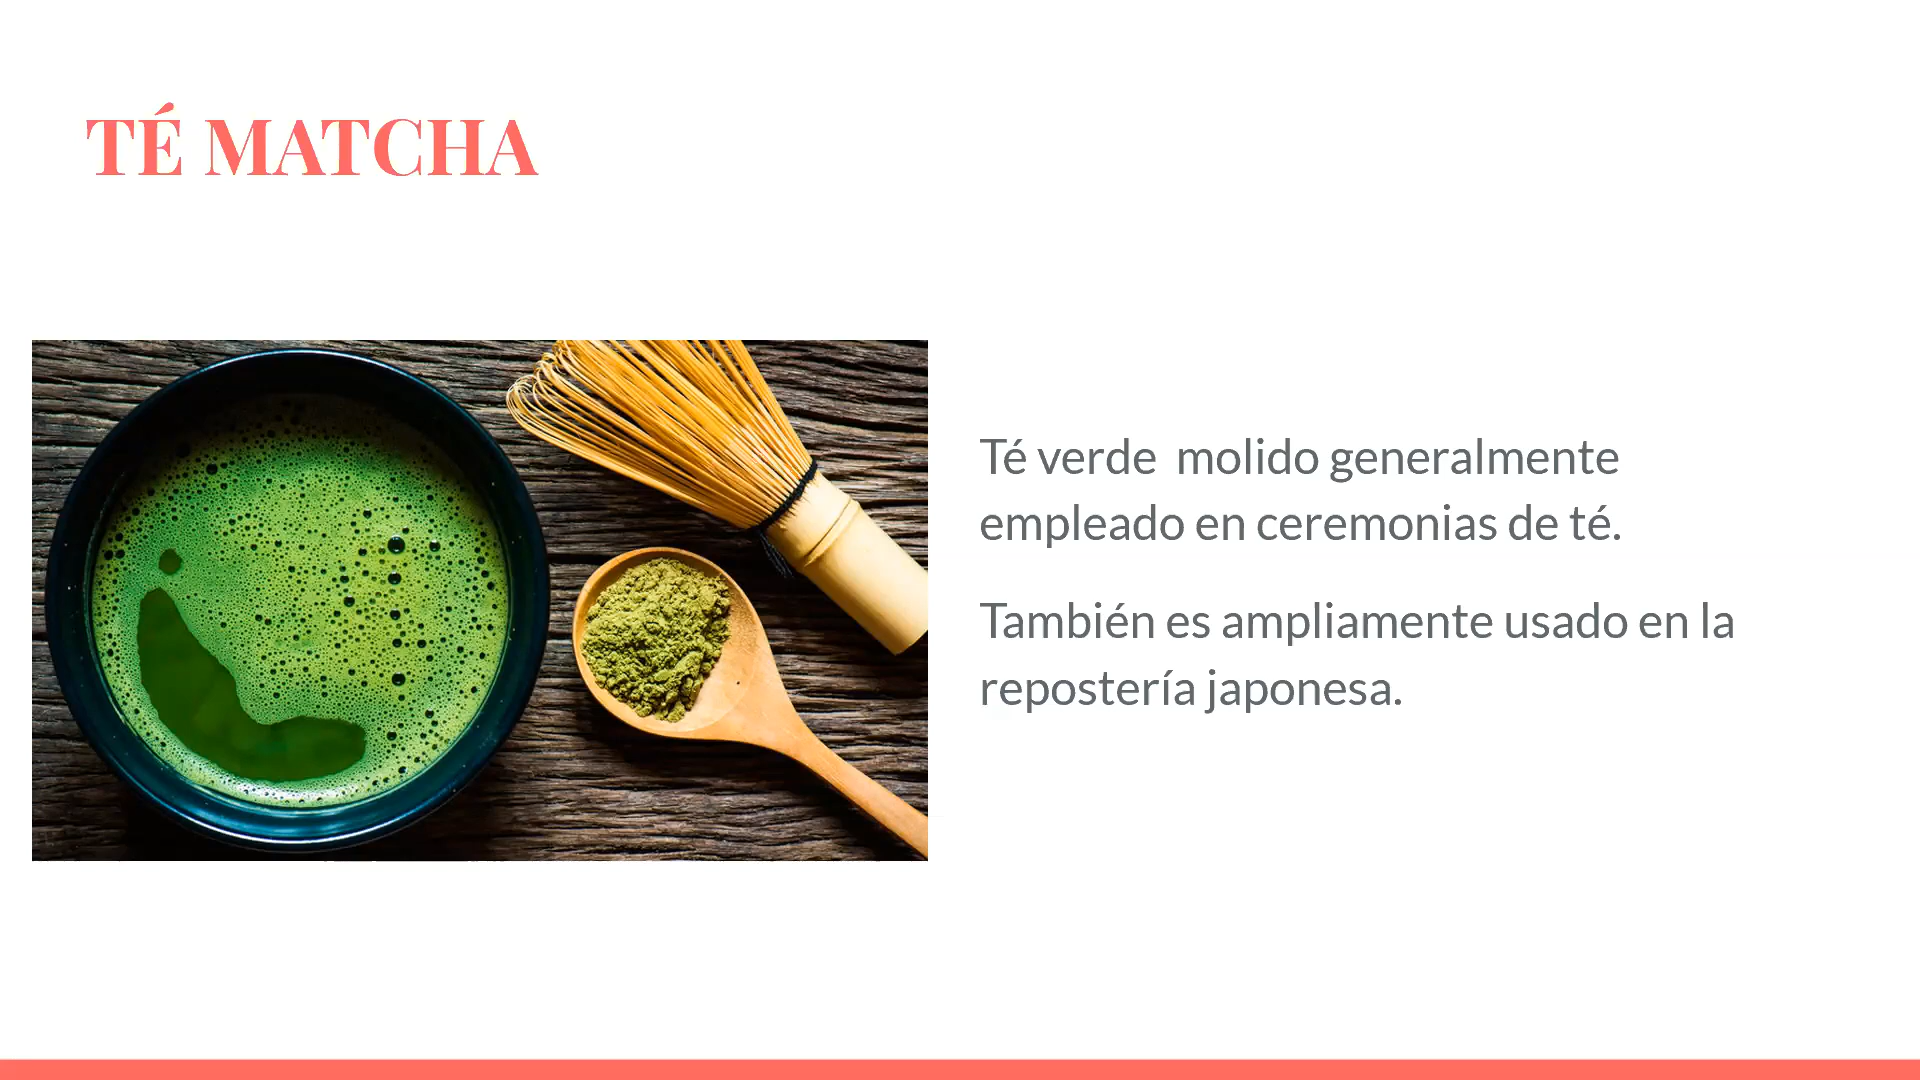 TÉ MATCHA
Té verde  molido generalmente
empleado en ceremonias de té.
También es ampliamente usado en la
repostería japonesa.